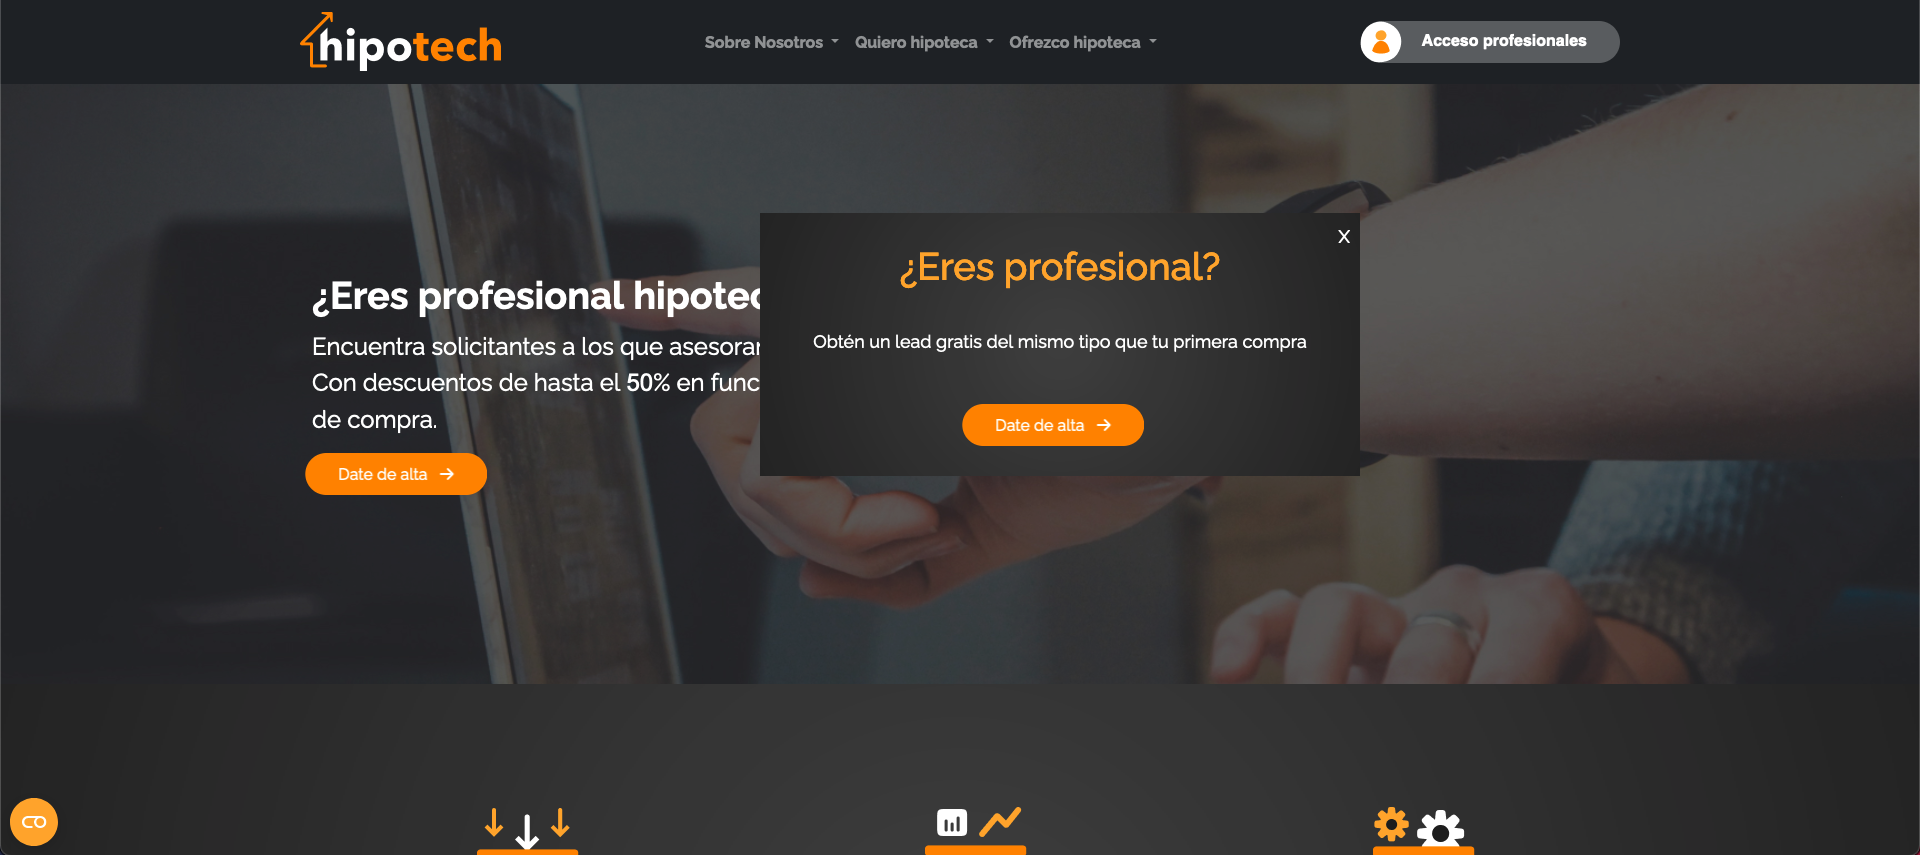 hipotech
Sobre Nosotros
Quiero hipoteca
Ofrezco hipoteca
Acceso profesionales
¿Eres profesional
Encuentra solicitantes a los que asesorar
Con descuentos de hasta el 50% en
de compra.
Date de alta
X
¿Eres profesional?
Obtén un lead gratis del mismo tipo que tu primera compra
Date de alta